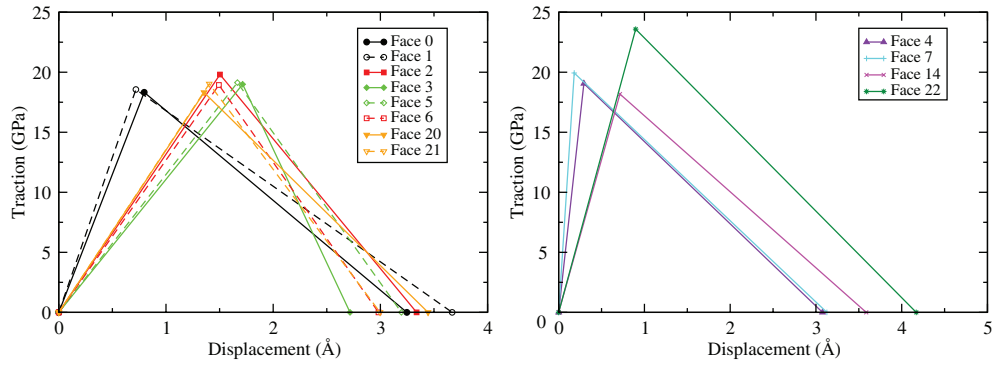 25
20
15
10
5
0
Traction (GPa)
0
1
2
3
4
Displacement (Å)
Face 0
Face 1
Face 2
Face 3
Face 5
Face 6
Face 20
Face 21
25
20
15
10
5
0
Traction (GPa)
0
1
2
3
4
5
Displacement (Å)
Face 4
Face 7
Face 14
Face 22